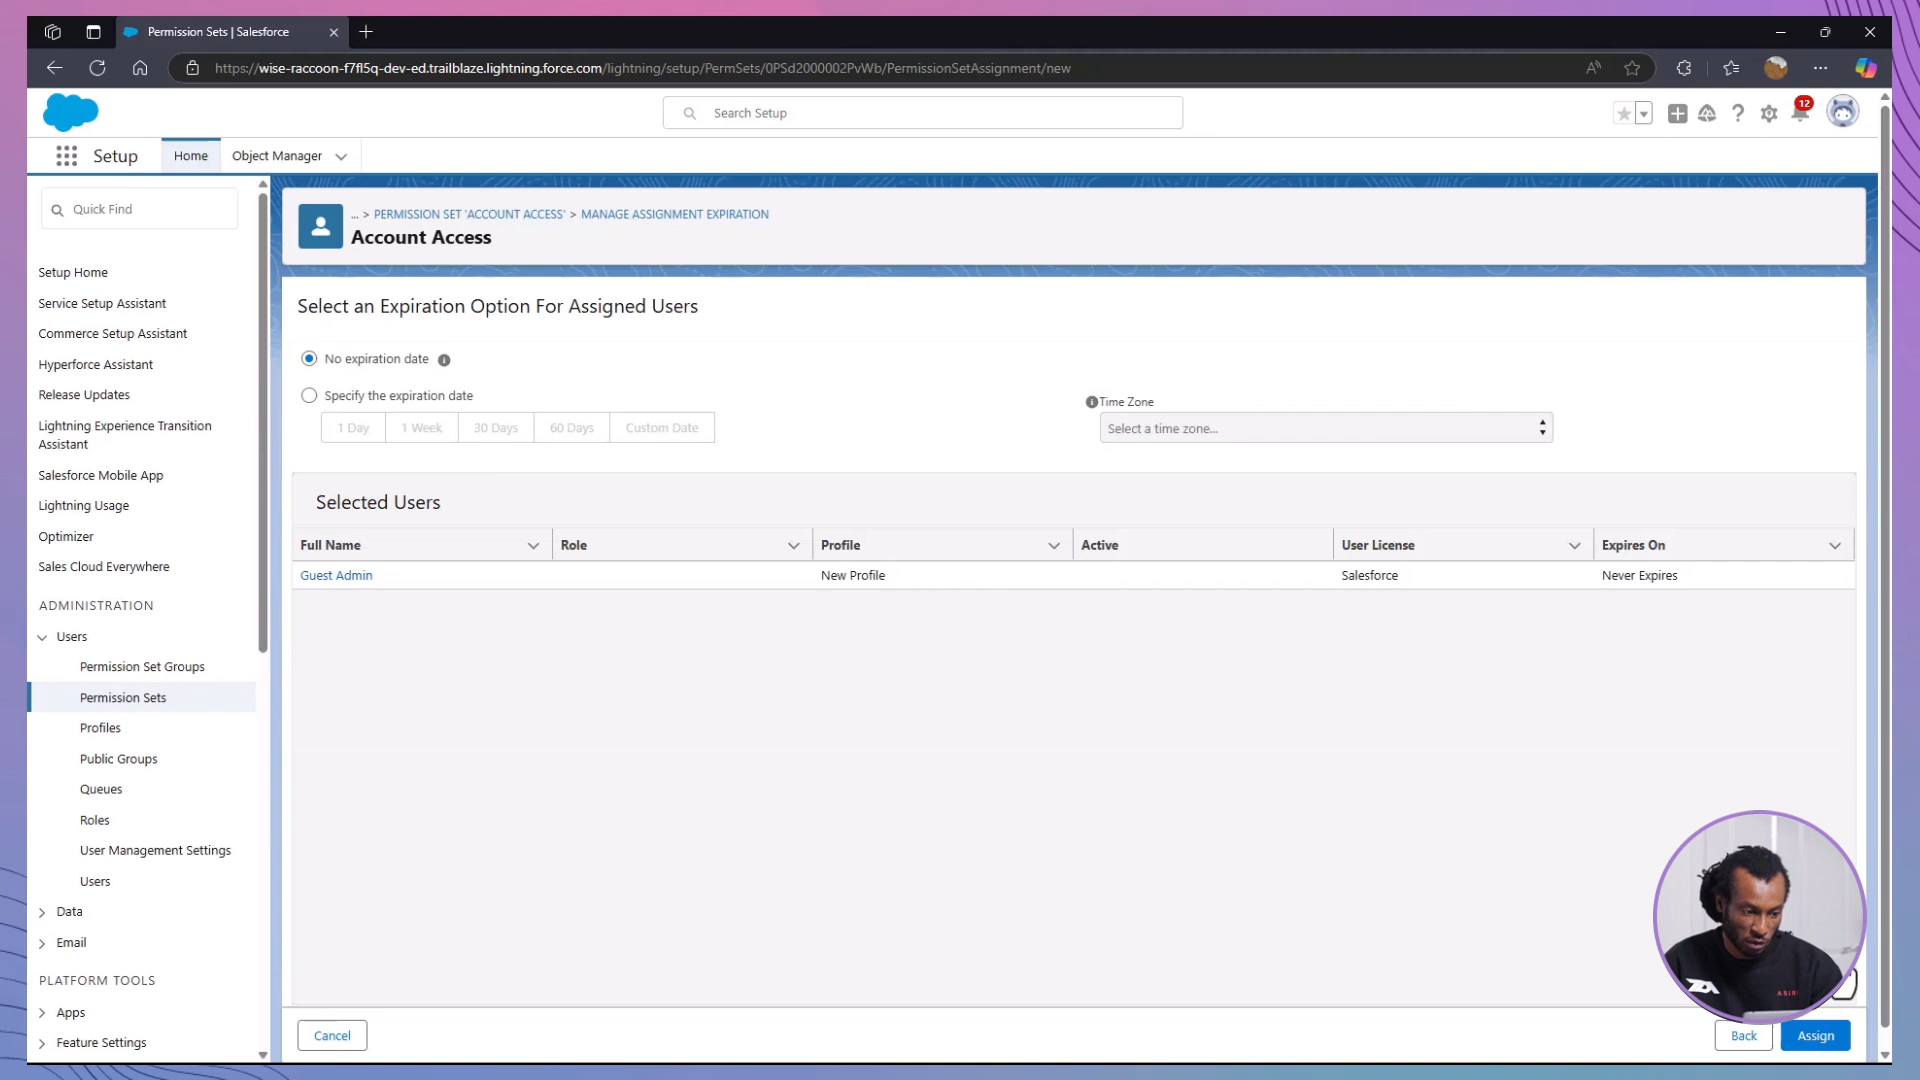 Permission Sets | Salesforce
https://wise-raccoon-f7fl5q-dev-ed.trailblaze.lightning.force.com/lightning/setup/PermSets/0PSd2000002PvWb/PermissionSetAssignment/new
Search Setup
12
Setup
Home
Object Manager
Quick Find
Setup Home
Service Setup Assistant
Commerce Setup Assistant
Hyperforce Assistant
Release Updates
Lightning Experience Transition
Assistant
Salesforce Mobile App
Lightning Usage
Optimizer
Sales Cloud Everywhere
ADMINISTRATION
Users
Permission Set Groups
Permission Sets
Profiles
Public Groups
Queues
Roles
User Management Settings
Users
Data
Email
PLATFORM TOOLS
Apps
Feature Settings
... > PERMISSION SET 'ACCOUNT ACCESS' > MANAGE ASSIGNMENT EXPIRATION
Account Access
Select an Expiration Option For Assigned Users
No expiration date
Specify the expiration date
1 Day 1 Week 30 Days 60 Days Custom Date
Time Zone
Select a time zone...
Selected Users
Full Name Role Profile Active User License Expires On
Guest Admin New Profile Salesforce Never Expires
Cancel
Back
Assign